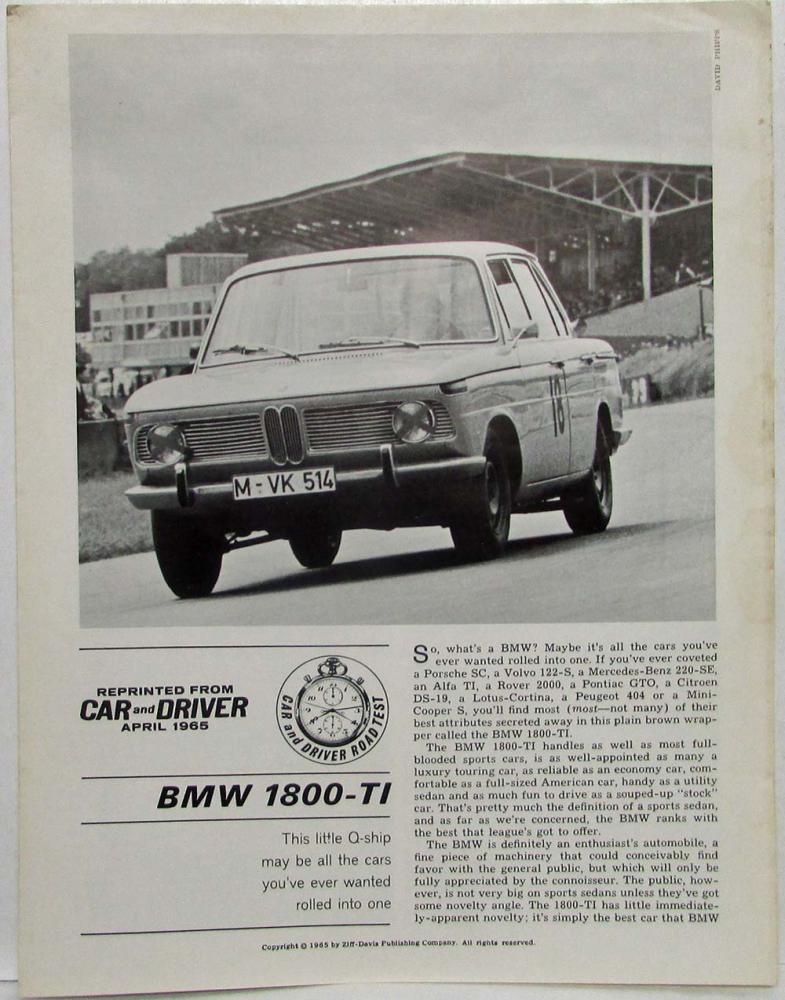 DAVID PHIPPS
18
M-VK 514
REPRINTED FROM
CAR and DRIVER
APRIL 1965
CAR and DRIVER ROAD TEST
BMW 1800-TI
This little Q-ship
may be all the cars
you've ever wanted
rolled into one
So, what's a BMW? Maybe it's all the cars you've
ever wanted rolled into one. If you've ever coveted
a Porsche SC, a Volvo 122-S, a Mercedes-Benz 220-SE,
an Alfa TI, a Rover 2000, a Pontiac GTO, a Citroen
DS-19, a Lotus-Cortina, a Peugeot 404 or a Mini-
Cooper S, you'll find most (most—not many) of their
best attributes secreted away in this plain brown wrap-
per called the BMW 1800-TI.
The BMW 1800-TI handles as well as most full-
blooded sports cars, is as well-appointed as many a
luxury touring car, as reliable as an economy car, com-
fortable as a full-sized American car, handy as a utility
sedan and as much fun to drive as a souped-up "stock"
car. That's pretty much the definition of a sports sedan,
and as far as we're concerned, the BMW ranks with
the best that league's got to offer.
The BMW is definitely an enthusiast's automobile, a
fine piece of machinery that could conceivably find
favor with the general public, but which will only be
fully appreciated by the connoisseur. The public, how-
ever, is not very big on sports sedans unless they've got
some novelty angle. The 1800-TI has little immediate-
ly-apparent novelty; it's simply the best car that BMW
Copyright © 1965 by Ziff-Davis Publishing Company. All rights reserved.